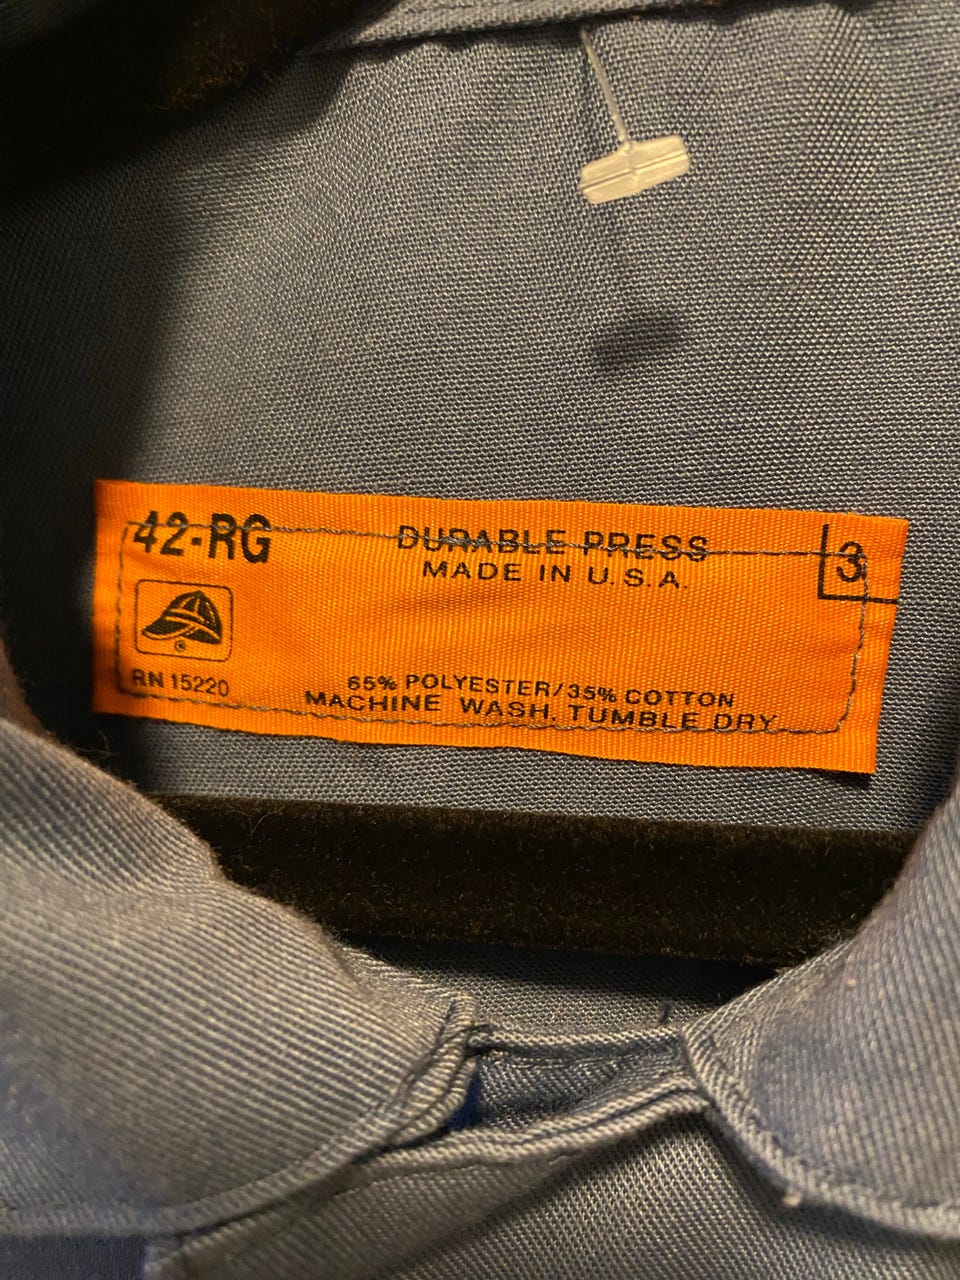 42-RG
DURABLE PRESS
MADE IN U.S.A.
3
RN 15220
65% POLYESTER/35% COTTON
MACHINE WASH, TUMBLE DRY